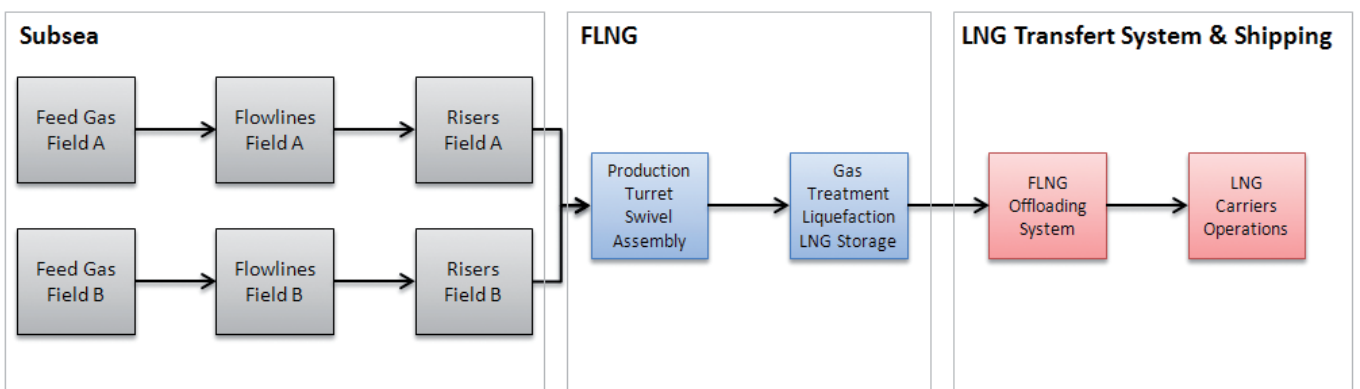 Subsea
Feed Gas
Field A
Flowlines
Field A
Risers
Field A
Feed Gas
Field B
Flowlines
Field B
Risers
Field B
FLNG
Production
Turret
Swivel
Assembly
Gas
Treatment
Liquefaction
LNG Storage
LNG Transfert System & Shipping
FLNG
Offloading
System
LNG
Carriers
Operations